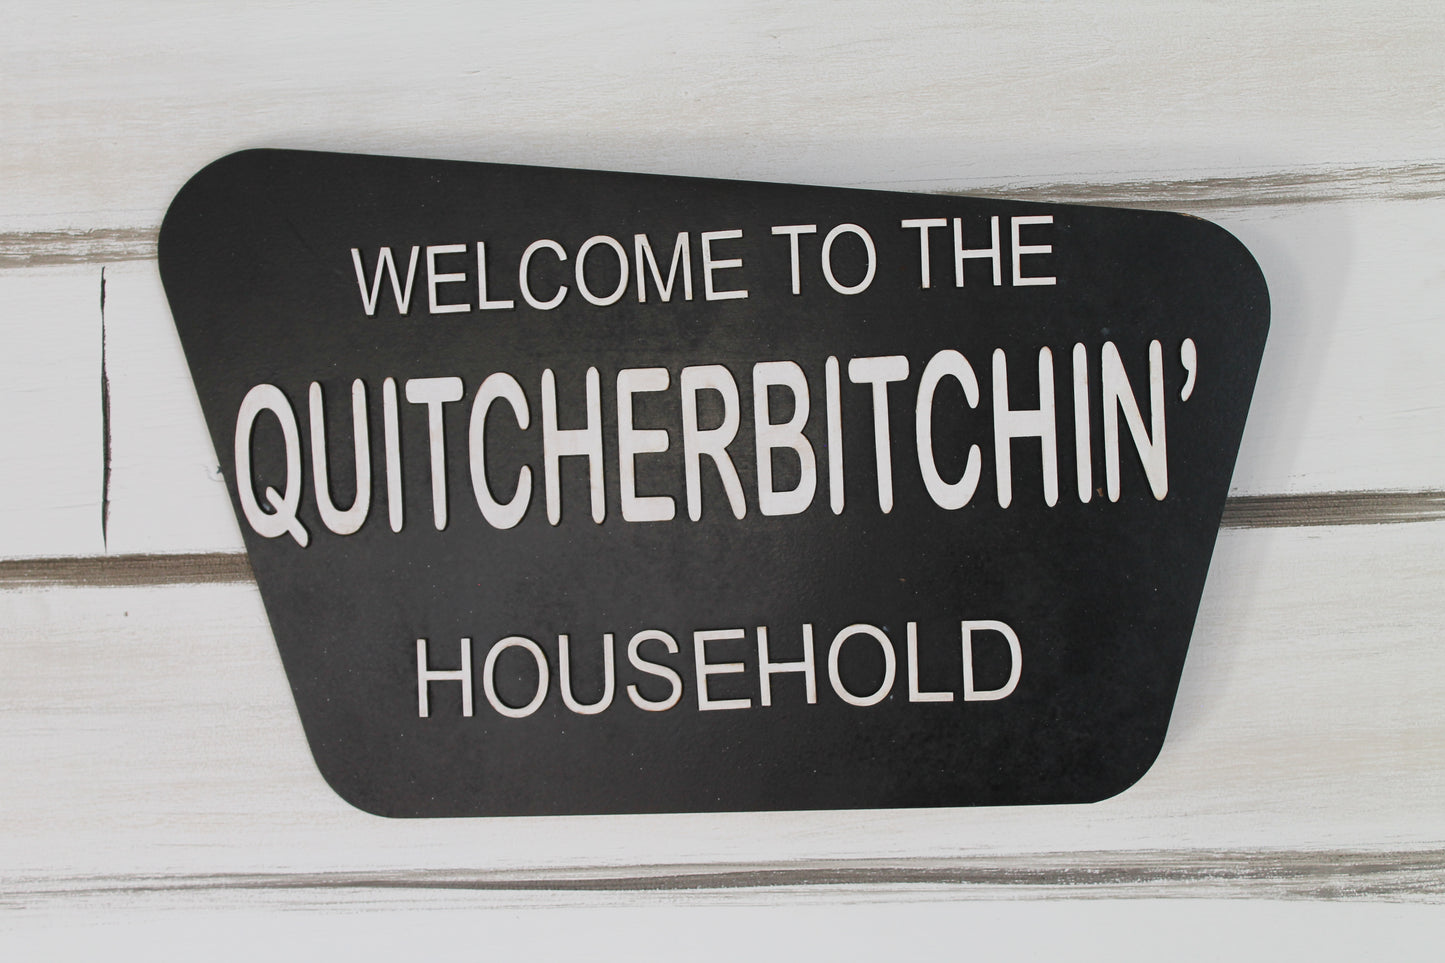 WELCOME TO THE
QUITCHERBITCHIN’
HOUSEHOLD